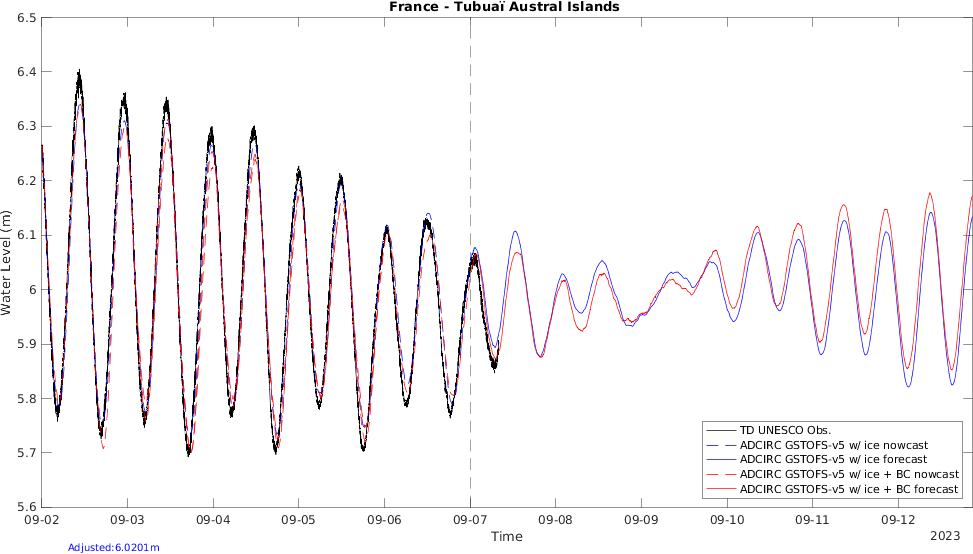 France - Tubuaï Austral Islands
6.5
6.4
6.3
6.2
6.1
6
5.9
5.8
5.7
5.6
Water Level (m)
TD UNESCO Obs.
ADCIRC GSTOFS-v5 w/ ice nowcast
ADCIRC GSTOFS-v5 w/ ice forecast
ADCIRC GSTOFS-v5 w/ ice + BC nowcast
ADCIRC GSTOFS-v5 w/ ice + BC forecast
09-02 09-03 09-04 09-05 09-06 09-07 09-08 09-09 09-10 09-11 09-12
Time
2023
Adjusted:6.0201m